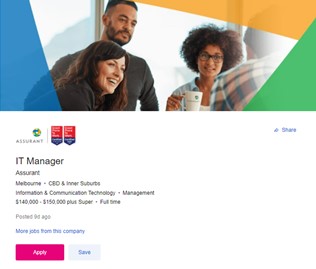 ASSURANT
Share
IT Manager
Assurant
Melbourne • CBD & Inner Suburbs
Information & Communication Technology • Management
$140,000 - $150,000 plus Super • Full time
Posted 9d ago
More jobs from this company
Apply
Save